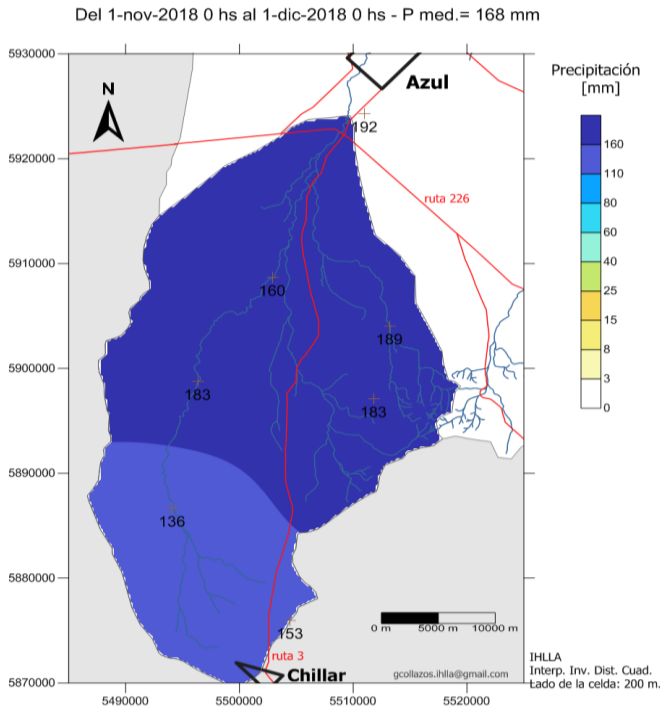 Del 1-nov-2018 0 hs al 1-dic-2018 0 hs - P med.= 168 mm
5930000
Azul
Precipitación
[mm]
N
192
160
5920000
110
ruta 226
80
60
5910000
40
160
25
189
15
5900000
8
183
183
3
0
5890000
136
5880000
153
0 m 5000 m 10000 m
ruta 3
Chillar
gcollazos.ihlla@gmail.com
IHLLA
Interp. Inv. Dist. Cuad.
Lado de la celda: 200 m.
5870000
5490000 5500000 5510000 5520000